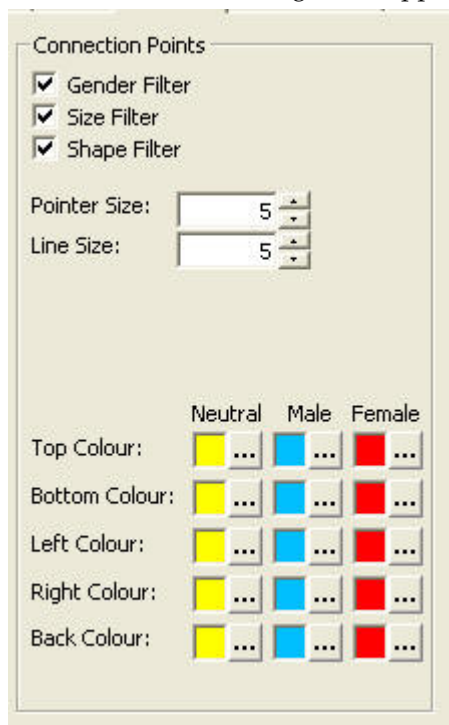 Connection Points
Gender Filter
Size Filter
Shape Filter
Pointer Size: 5
Line Size: 5
Neutral Male Female
Top Colour: ... ... ...
Bottom Colour: ... ... ...
Left Colour: ... ... ...
Right Colour: ... ... ...
Back Colour: ... ... ...